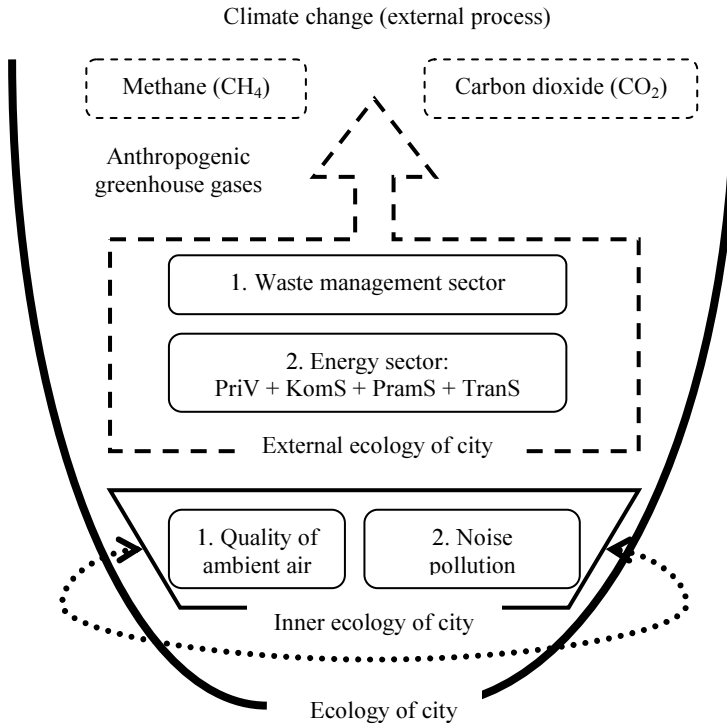 Climate change (external process)
Methane (CH₄)
Carbon dioxide (CO₂)
Anthropogenic
greenhouse gases
1. Waste management sector
2. Energy sector:
PriV + KomS + PramS + TranS
External ecology of city
1. Quality of
ambient air
2. Noise
pollution
Inner ecology of city
Ecology of city